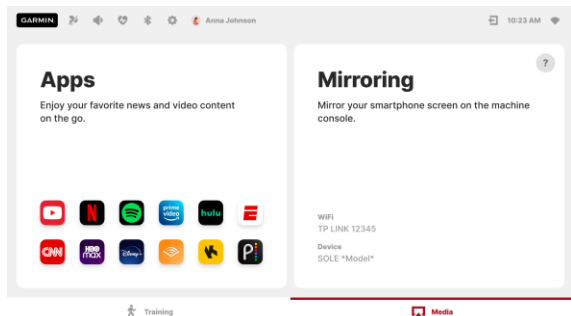 GARMIN
Anna Johnson
10:23 AM
Apps
Enjoy your favorite news and video content
on the go.
prime
video
hulu
CNN
HBO
max
Disney+
Mirroring
?
Mirror your smartphone screen on the machine
console.
WiFi
TP LINK 12345
Device
SOLE *Model*
Training
Media